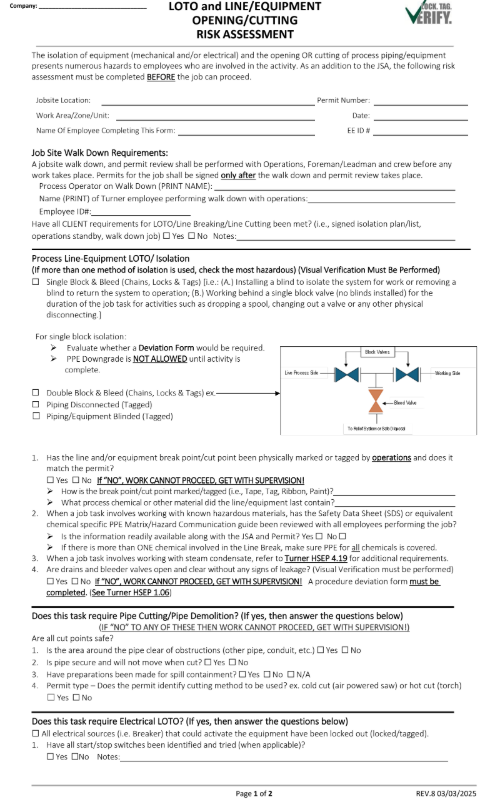 Company:
LOTO and LINE/EQUIPMENT
OPENING/CUTTING
RISK ASSESSMENT
LOCK. TAG.
VERIFY.
The isolation of equipment (mechanical and/or electrical) and the opening OR cutting of process piping/equipment
presents numerous hazards to employees who are involved in the activity. As an addition to the JSA, the following risk
assessment must be completed BEFORE the job can proceed.
Jobsite Location: Permit Number:
Work Area/Zone/Unit: Date:
Name Of Employee Completing This Form: EE ID #
Job Site Walk Down Requirements:
A jobsite walk down, and permit review shall be performed with Operations, Foreman/Leadman and crew before any
work takes place. Permits for the job shall be signed only after the walk down and permit review takes place.
Process Operator on Walk Down (PRINT NAME):
Name (PRINT) of Turner employee performing walk down with operations:
Employee ID#:
Have all CLIENT requirements for LOTO/Line Breaking/Line Cutting been met? (i.e., signed isolation plan/list,
operations standby, walk down job) ☐ Yes ☐ No Notes:
Process Line-Equipment LOTO/ Isolation
(If more than one method of isolation is used, check the most hazardous) (Visual Verification Must Be Performed)
☐ Single Block & Bleed (Chains, Locks & Tags) [i.e.: (A.) Installing a blind to isolate the system for work or removing a
blind to return the system to operation; (B.) Working behind a single block valve (no blinds installed) for the
duration of the job task for activities such as dropping a spool, changing out a valve or any other physical
disconnecting.]
For single block isolation:
➢ Evaluate whether a Deviation Form would be required.
➢ PPE Downgrade is NOT ALLOWED until activity is
complete.
Block Valves
Live Process Side
Working Side
Bleed Valve
☐ Double Block & Bleed (Chains, Locks & Tags) ex.
☐ Piping Disconnected (Tagged)
☐ Piping/Equipment Blinded (Tagged)
1. Has the line and/or equipment break point/cut point been physically marked or tagged by operations and does it
match the permit?
☐ Yes ☐ No If "NO", WORK CANNOT PROCEED, GET WITH SUPERVISION!
➢ How is the break point/cut point marked/tagged (i.e., Tape, Tag, Ribbon, Paint)?
➢ What process chemical or other material did the line/equipment last contain?
2. When a job task involves working with known hazardous materials, has the Safety Data Sheet (SDS) or equivalent
chemical specific PPE Matrix/Hazard Communication guide been reviewed with all employees performing the job?
➢ Is the information readily available along with the JSA and Permit? Yes ☐ No ☐
➢ If there is more than ONE chemical involved in the Line Break, make sure PPE for all chemicals is covered.
3. When a job task involves working with steam condensate, refer to Turner HSEP 4.19 for additional requirements.
4. Are drains and bleeder valves open and clear without any signs of leakage? (Visual Verification must be performed)
☐ Yes ☐ No If "NO", WORK CANNOT PROCEED, GET WITH SUPERVISION! A procedure deviation form must be
completed. (See Turner HSEP 1.06)
Does this task require Pipe Cutting/Pipe Demolition? (If yes, then answer the questions below)
(IF "NO" TO ANY OF THESE THEN WORK CANNOT PROCEED, GET WITH SUPERVISION!)
Are all cut points safe?
1. Is the area around the pipe clear of obstructions (other pipe, conduit, etc.) ☐ Yes ☐ No
2. Is pipe secure and will not move when cut? ☐ Yes ☐ No
3. Have preparations been made for spill containment? ☐ Yes ☐ No ☐ N/A
4. Permit type – Does the permit identify cutting method to be used? ex. cold cut (air powered saw) or hot cut (torch)
☐ Yes ☐ No
Does this task require Electrical LOTO? (If yes, then answer the questions below)
☐ All electrical sources (i.e. Breaker) that could activate the equipment have been locked out (locked/tagged).
1. Have all start/stop switches been identified and tried (when applicable)?
☐ Yes ☐No Notes:
Page 1 of 2
REV.8 03/03/2025